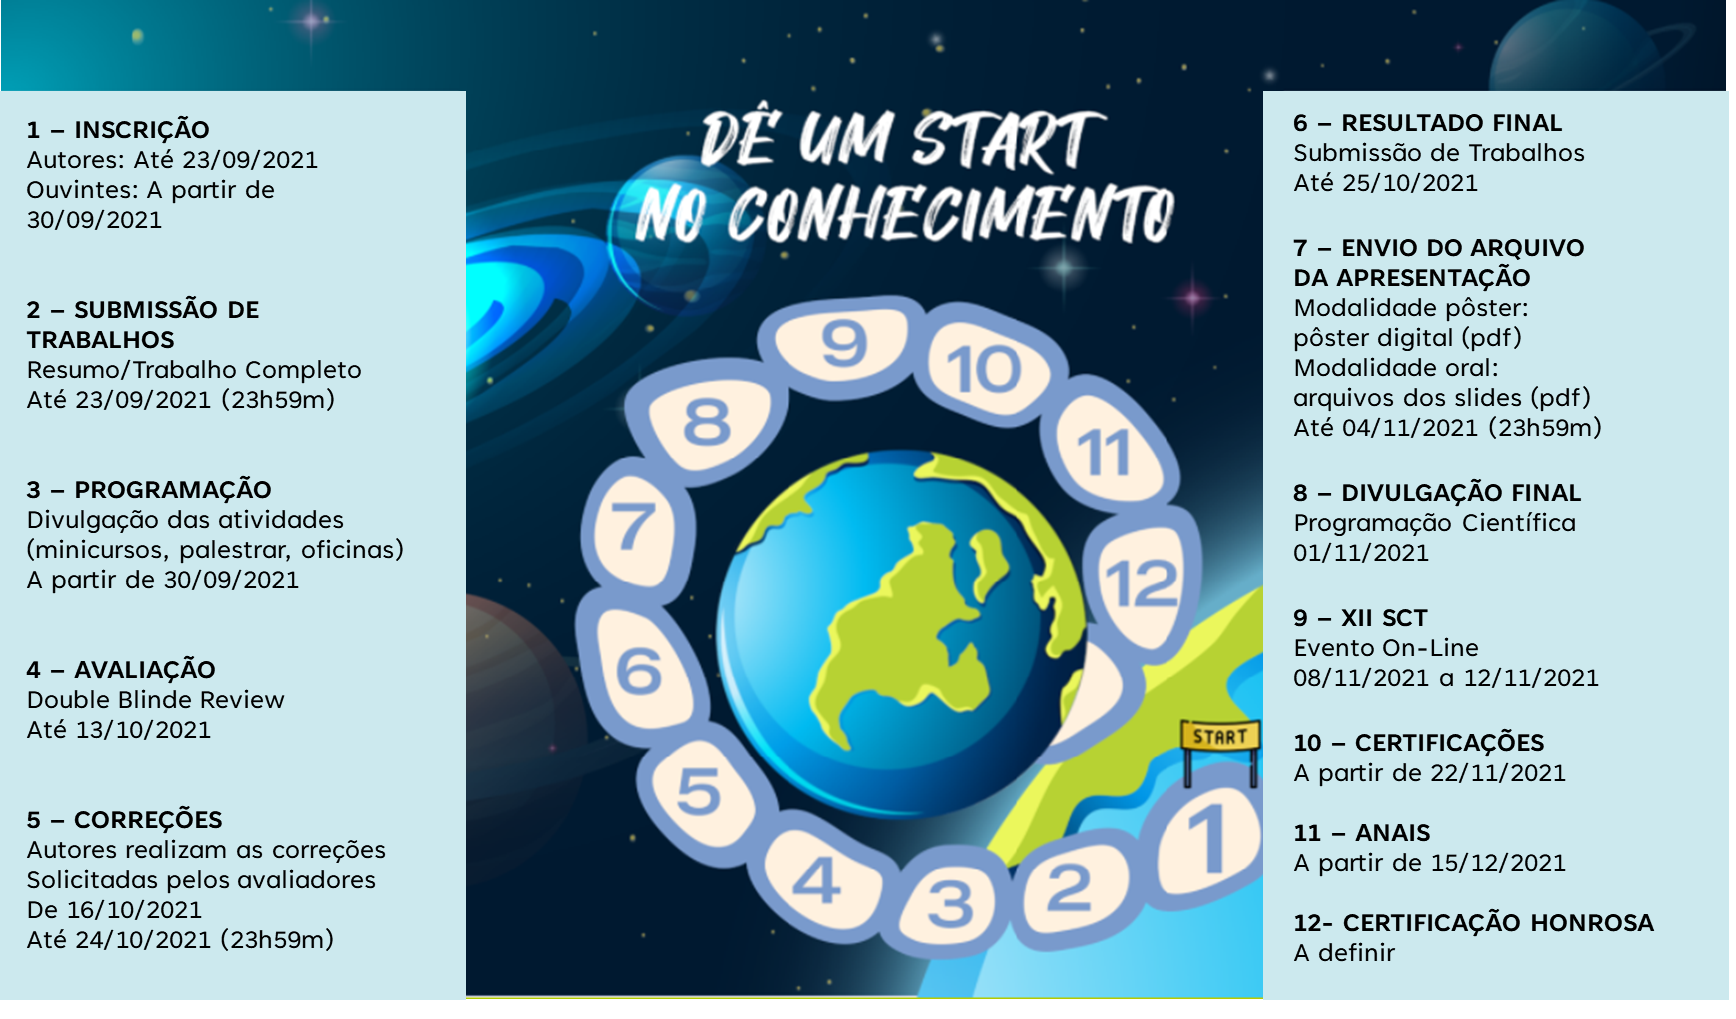 1 – INSCRIÇÃO
Autores: Até 23/09/2021
Ouvintes: A partir de
30/09/2021
2 – SUBMISSÃO DE
TRABALHOS
Resumo/Trabalho Completo
Até 23/09/2021 (23h59m)
3 – PROGRAMAÇÃO
Divulgação das atividades
(minicursos, palestrar, oficinas)
A partir de 30/09/2021
4 – AVALIAÇÃO
Double Blinde Review
Até 13/10/2021
5 – CORREÇÕES
Autores realizam as correções
Solicitadas pelos avaliadores
De 16/10/2021
Até 24/10/2021 (23h59m)
DÊ UM START
NO CONHECIMENTO
9
10
8
11
7
12
6
START
5
1
4
3
2
6 – RESULTADO FINAL
Submissão de Trabalhos
Até 25/10/2021
7 – ENVIO DO ARQUIVO
DA APRESENTAÇÃO
Modalidade pôster:
pôster digital (pdf)
Modalidade oral:
arquivos dos slides (pdf)
Até 04/11/2021 (23h59m)
8 – DIVULGAÇÃO FINAL
Programação Científica
01/11/2021
9 – XII SCT
Evento On-Line
08/11/2021 a 12/11/2021
10 – CERTIFICAÇÕES
A partir de 22/11/2021
11 – ANAIS
A partir de 15/12/2021
12- CERTIFICAÇÃO HONROSA
A definir